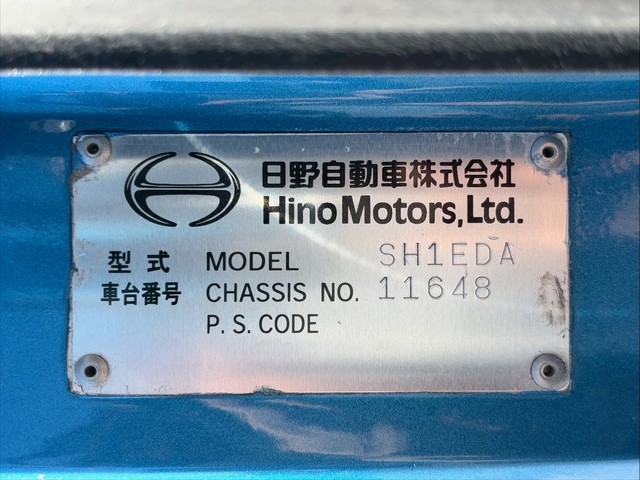 日野自動車株式会社
Hino Motors, Ltd.
型式 MODEL SH1EDA
車台番号 CHASSIS NO. 11648
P. S. CODE